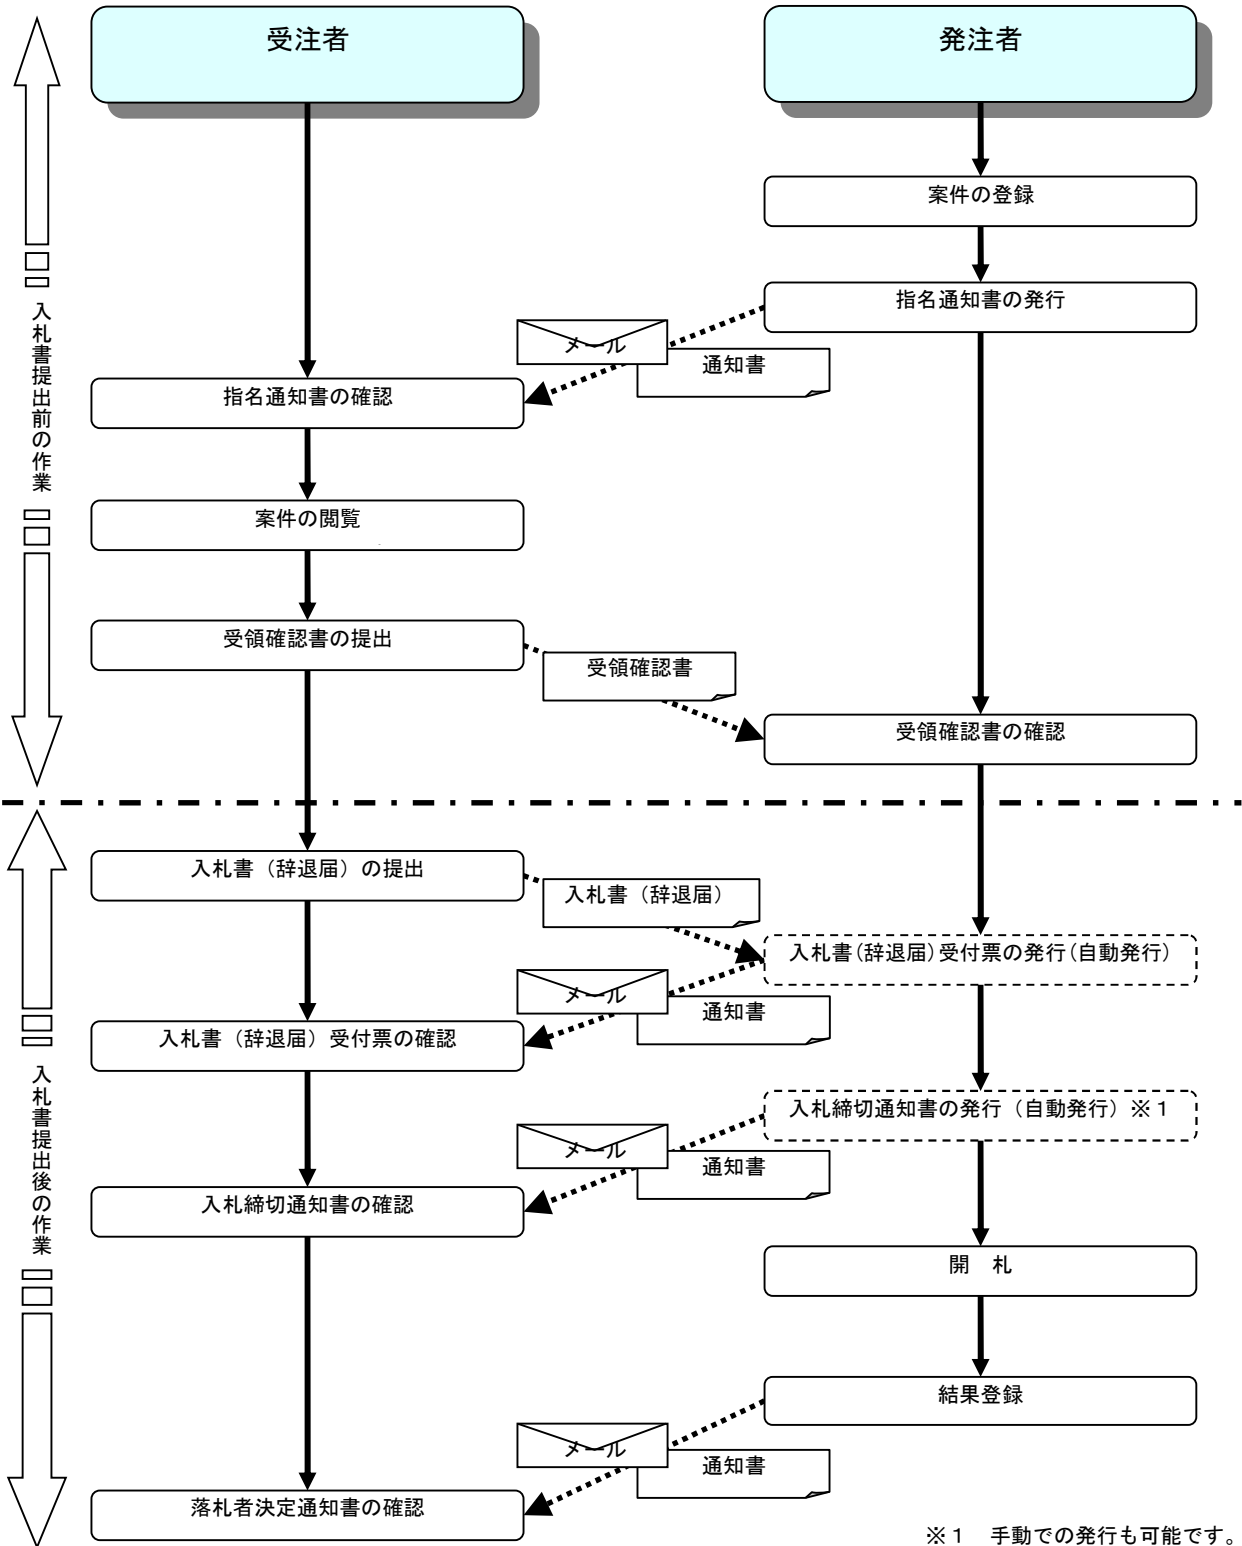 受注者
発注者
案件の登録
指名通知書の発行
メール
通知書
指名通知書の確認
入札書提出前の作業
案件の閲覧
受領確認書の提出
受領確認書
受領確認書の確認
入札書（辞退届）の提出
入札書（辞退届）
入札書(辞退届)受付票の発行(自動発行)
メール
通知書
入札書（辞退届）受付票の確認
入札書提出後の作業
入札締切通知書の発行（自動発行）※１
メール
通知書
入札締切通知書の確認
開　札
結果登録
メール
通知書
落札者決定通知書の確認
※１　手動での発行も可能です。